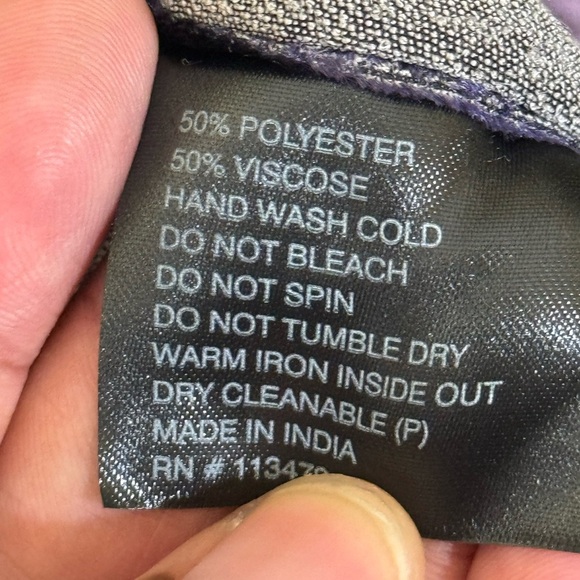 50% POLYESTER
50% VISCOSE
HAND WASH COLD
DO NOT BLEACH
DO NOT SPIN
DO NOT TUMBLE DRY
WARM IRON INSIDE OUT
DRY CLEANABLE (P)
MADE IN INDIA
RN #